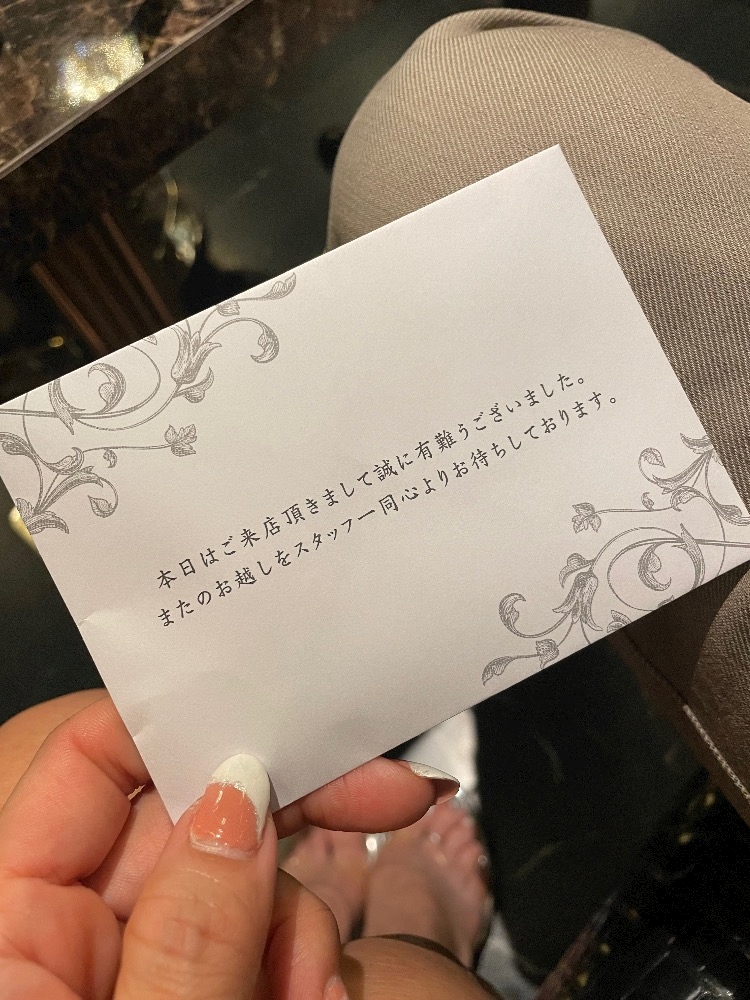 本日はご来店頂きまして誠に有難うございました。
またのお越しをスタッフ一同心よりお待ちしております。